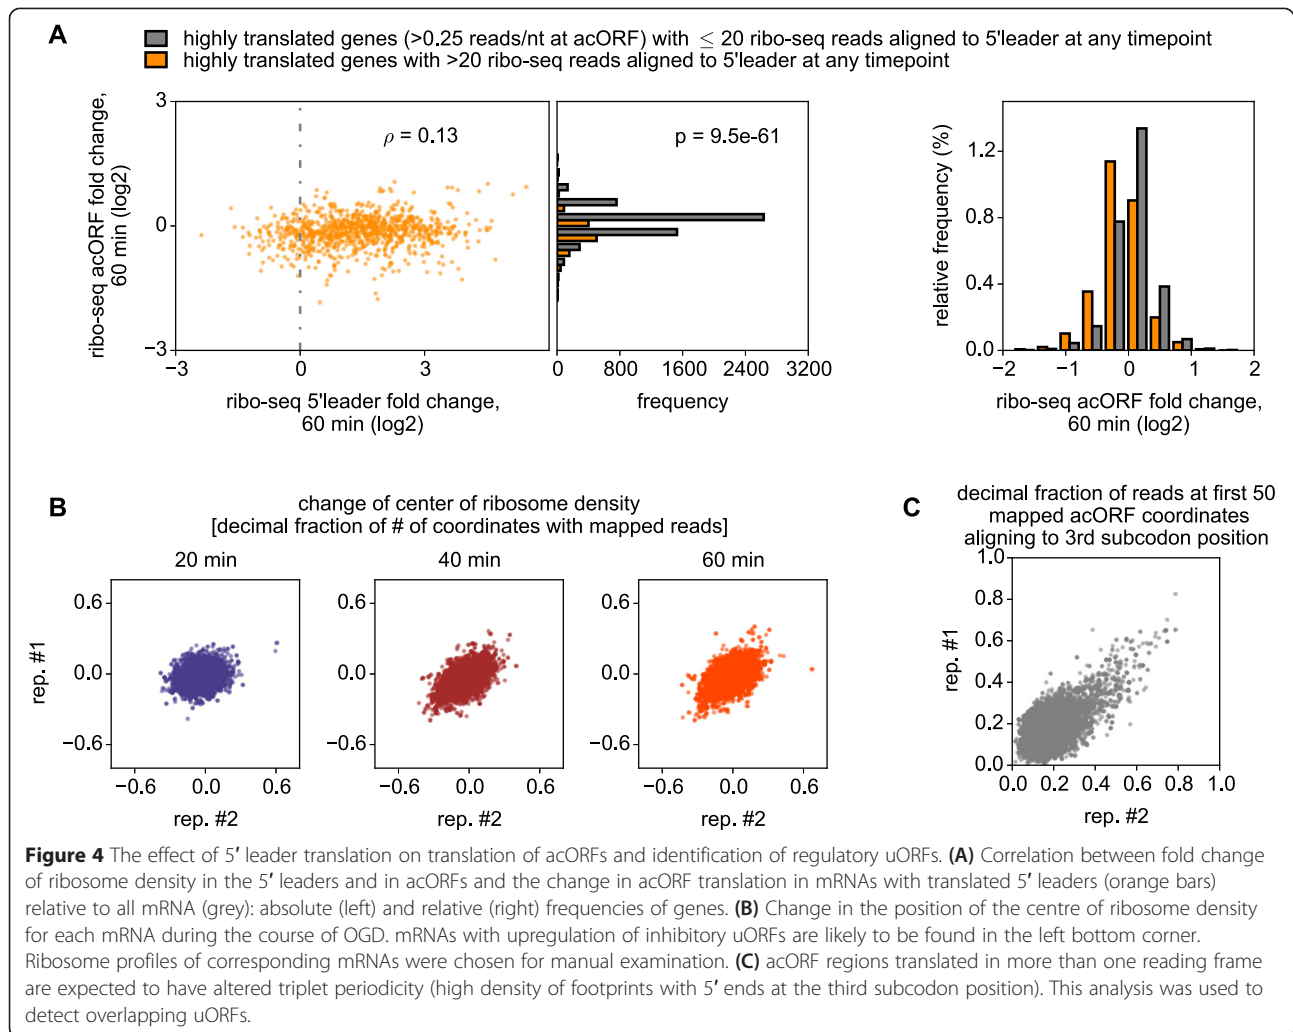 A
highly translated genes (>0.25 reads/nt at acORF) with ≤ 20 ribo-seq reads aligned to 5'leader at any timepoint
highly translated genes with >20 ribo-seq reads aligned to 5'leader at any timepoint
ribo-seq acORF fold change,
60 min (log2)
3
0
−3
ρ = 0.13
−3
0
3
ribo-seq 5'leader fold change,
60 min (log2)
p = 9.5e-61
0
800
1600
2400
3200
frequency
relative frequency (%)
1.2
0.8
0.4
0.0
−2
−1
0
1
2
ribo-seq acORF fold change,
60 min (log2)
B
change of center of ribosome density
[decimal fraction of # of coordinates with mapped reads]
20 min
40 min
60 min
rep. #1
0.6
0.0
−0.6
−0.6
0.0
0.6
rep. #2
0.6
0.0
−0.6
−0.6
0.0
0.6
rep. #2
0.6
0.0
−0.6
−0.6
0.0
0.6
rep. #2
C
decimal fraction of reads at first 50
mapped acORF coordinates
aligning to 3rd subcodon position
rep. #1
1.0
0.8
0.6
0.4
0.2
0.0
0.0
0.2
0.4
0.6
0.8
1.0
rep. #2
Figure 4 The effect of 5′ leader translation on translation of acORFs and identification of regulatory uORFs. (A) Correlation between fold change
of ribosome density in the 5′ leaders and in acORFs and the change in acORF translation in mRNAs with translated 5′ leaders (orange bars)
relative to all mRNA (grey): absolute (left) and relative (right) frequencies of genes. (B) Change in the position of the centre of ribosome density
for each mRNA during the course of OGD. mRNAs with upregulation of inhibitory uORFs are likely to be found in the left bottom corner.
Ribosome profiles of corresponding mRNAs were chosen for manual examination. (C) acORF regions translated in more than one reading frame
are expected to have altered triplet periodicity (high density of footprints with 5′ ends at the third subcodon position). This analysis was used to
detect overlapping uORFs.